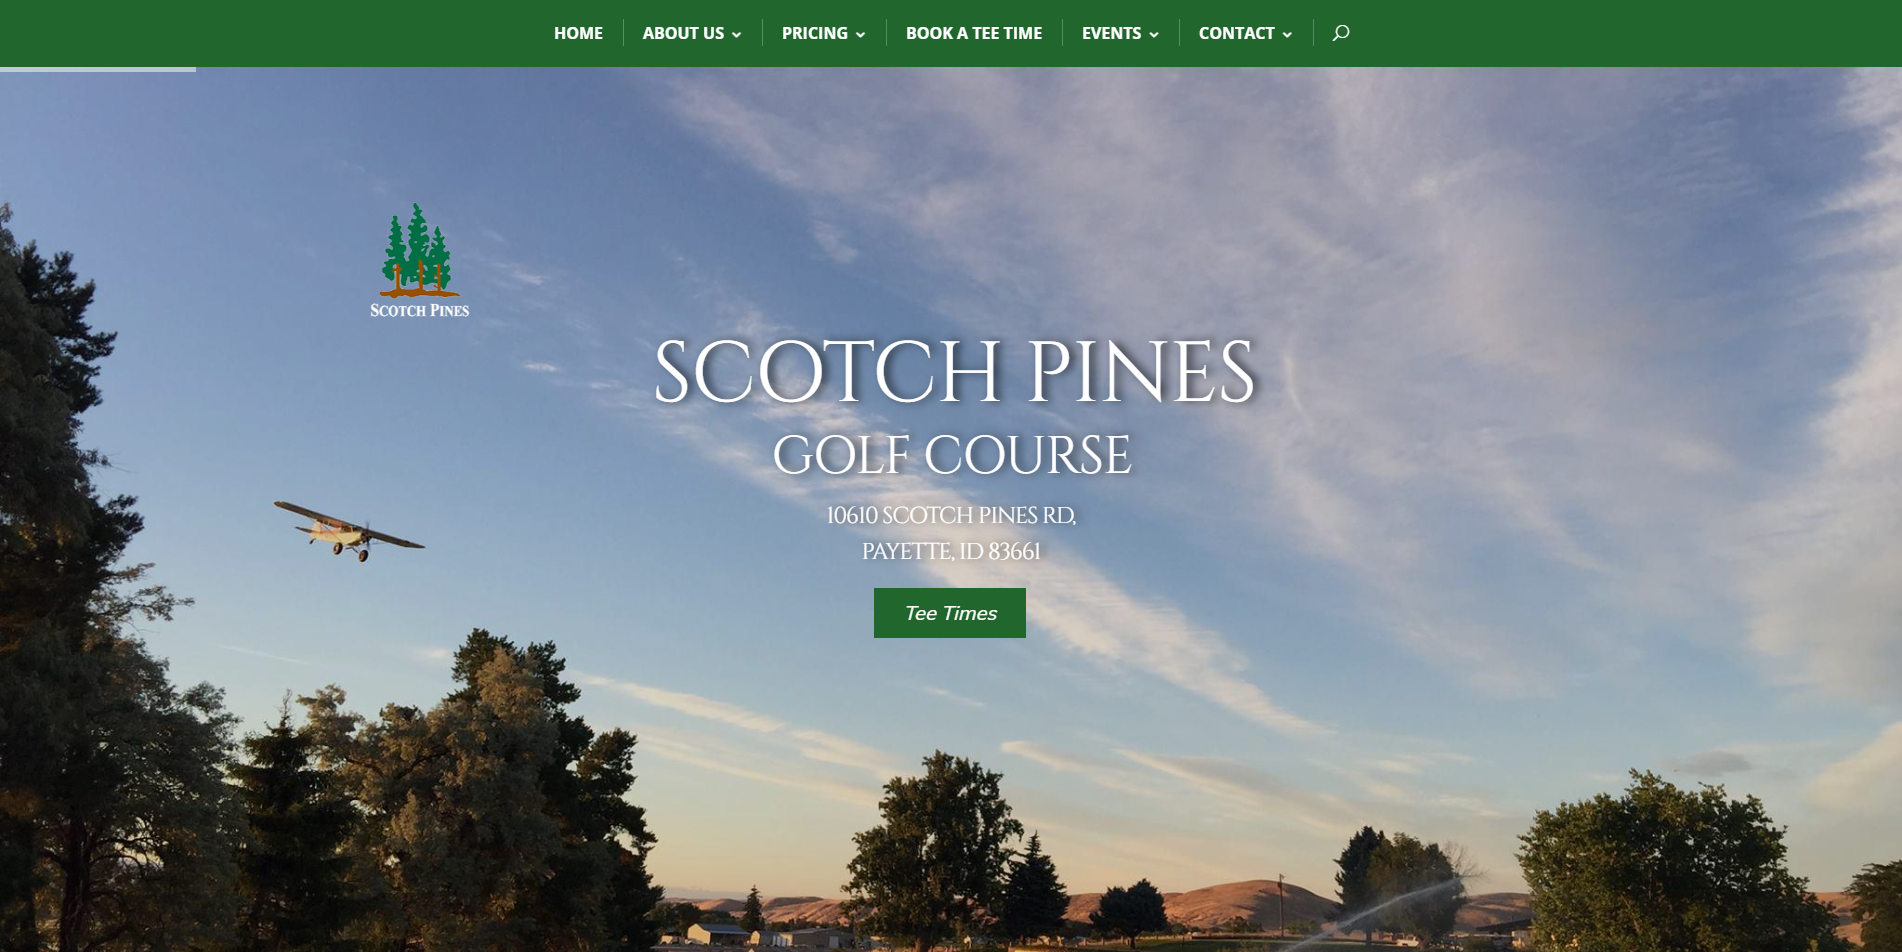 HOME
ABOUT US
PRICING
BOOK A TEE TIME
EVENTS
CONTACT
SCOTCH PINES
SCOTCH PINES
GOLF COURSE
10610 SCOTCH PINES RD,
PAYETTE, ID 83661
Tee Times